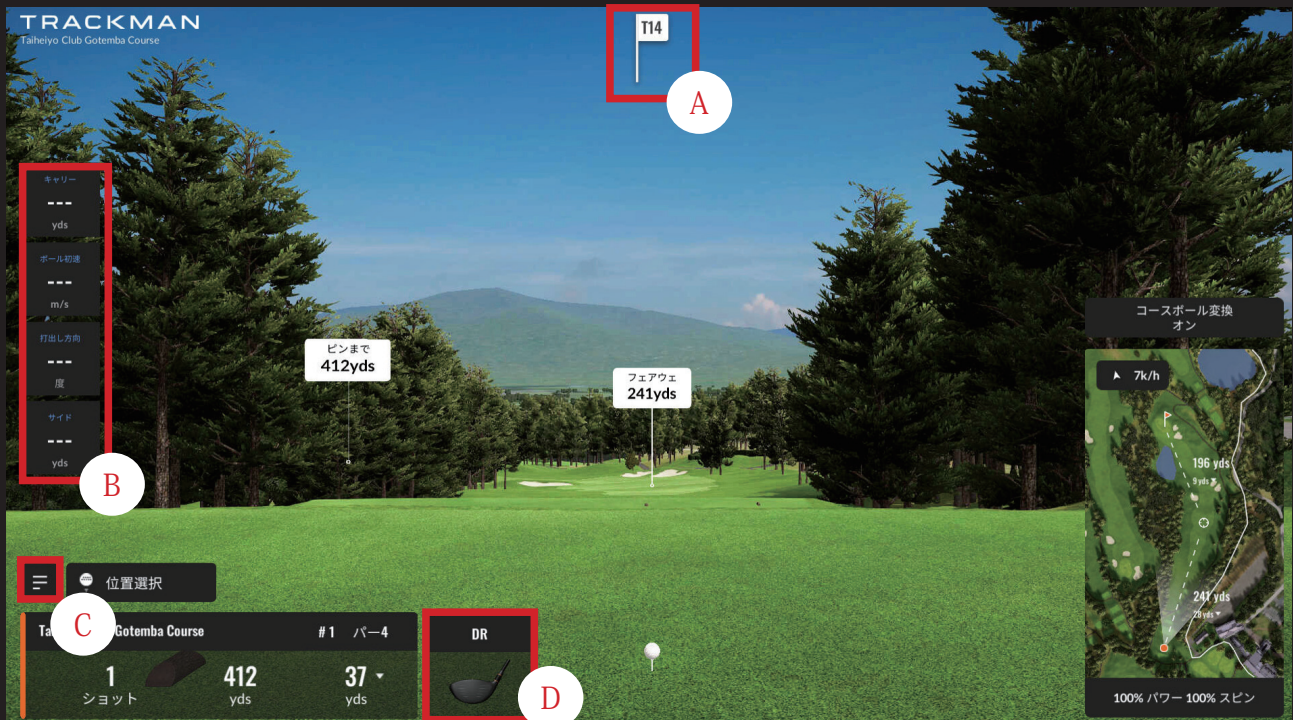 TRACKMAN
Taiheiyo Club Gotemba Course
T14
A
キャリー
---
yds
ボール初速
---
m/s
打出し方向
---
度
サイド
---
yds
B
ピンまで
412yds
フェアウェ
241yds
コースボール変換
オン
7k/h
196 yds
9 yds
241 yds
28 yds
100% パワー 100% スピン
位置選択
C
Gotemba Course #1 パー4
1 412 37
ショット yds yds
DR
D